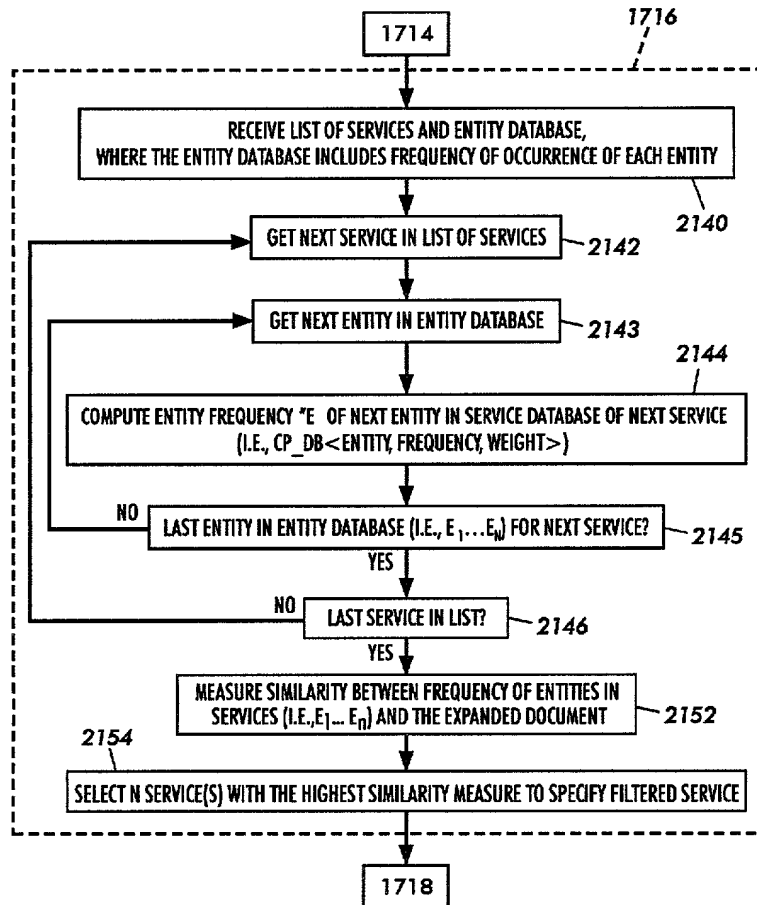 1716
1714
RECEIVE LIST OF SERVICES AND ENTITY DATABASE,
WHERE THE ENTITY DATABASE INCLUDES FREQUENCY OF OCCURRENCE OF EACH ENTITY
2140
GET NEXT SERVICE IN LIST OF SERVICES
2142
GET NEXT ENTITY IN ENTITY DATABASE
2143
2144
COMPUTE ENTITY FREQUENCY "E OF NEXT ENTITY IN SERVICE DATABASE OF NEXT SERVICE
(I.E., CP_DB<ENTITY, FREQUENCY, WEIGHT>)
NO
LAST ENTITY IN ENTITY DATABASE (I.E., E1...EN) FOR NEXT SERVICE?
2145
YES
NO
LAST SERVICE IN LIST?
2146
YES
MEASURE SIMILARITY BETWEEN FREQUENCY OF ENTITIES IN
SERVICES (I.E.,E1... En) AND THE EXPANDED DOCUMENT
2152
2154
SELECT N SERVICE(S) WITH THE HIGHEST SIMILARITY MEASURE TO SPECIFY FILTERED SERVICE
1718